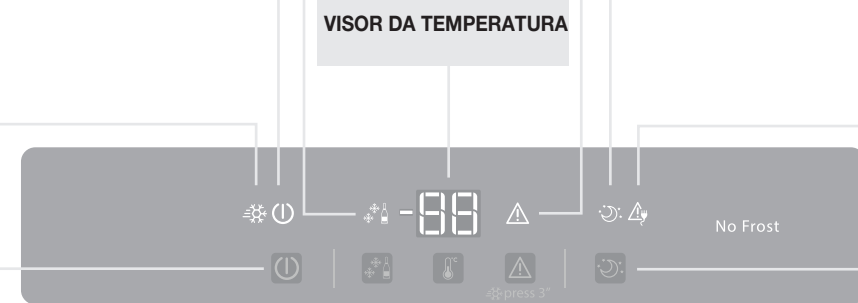 VISOR DA TEMPERATURA
-88
No Frost
°C
press 3"